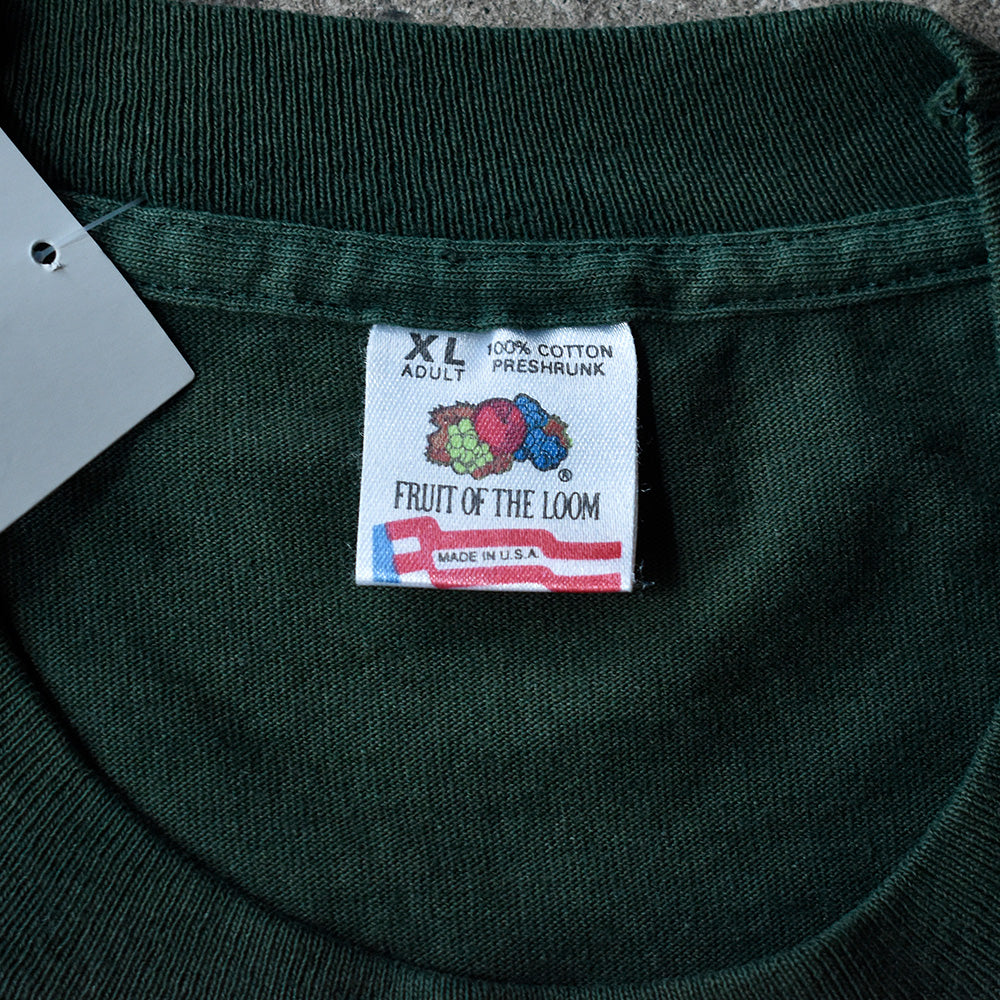 XL 100% COTTON
ADULT PRESHRUNK
®
FRUIT OF THE LOOM
MADE IN U.S.A.